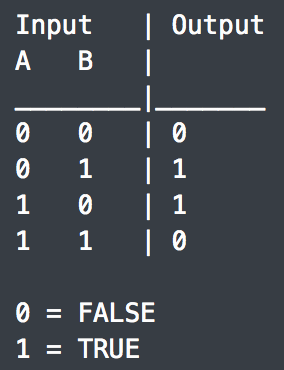 Input | Output
A B |
________|_______
0 0 | 0
0 1 | 1
1 0 | 1
1 1 | 0
0 = FALSE
1 = TRUE